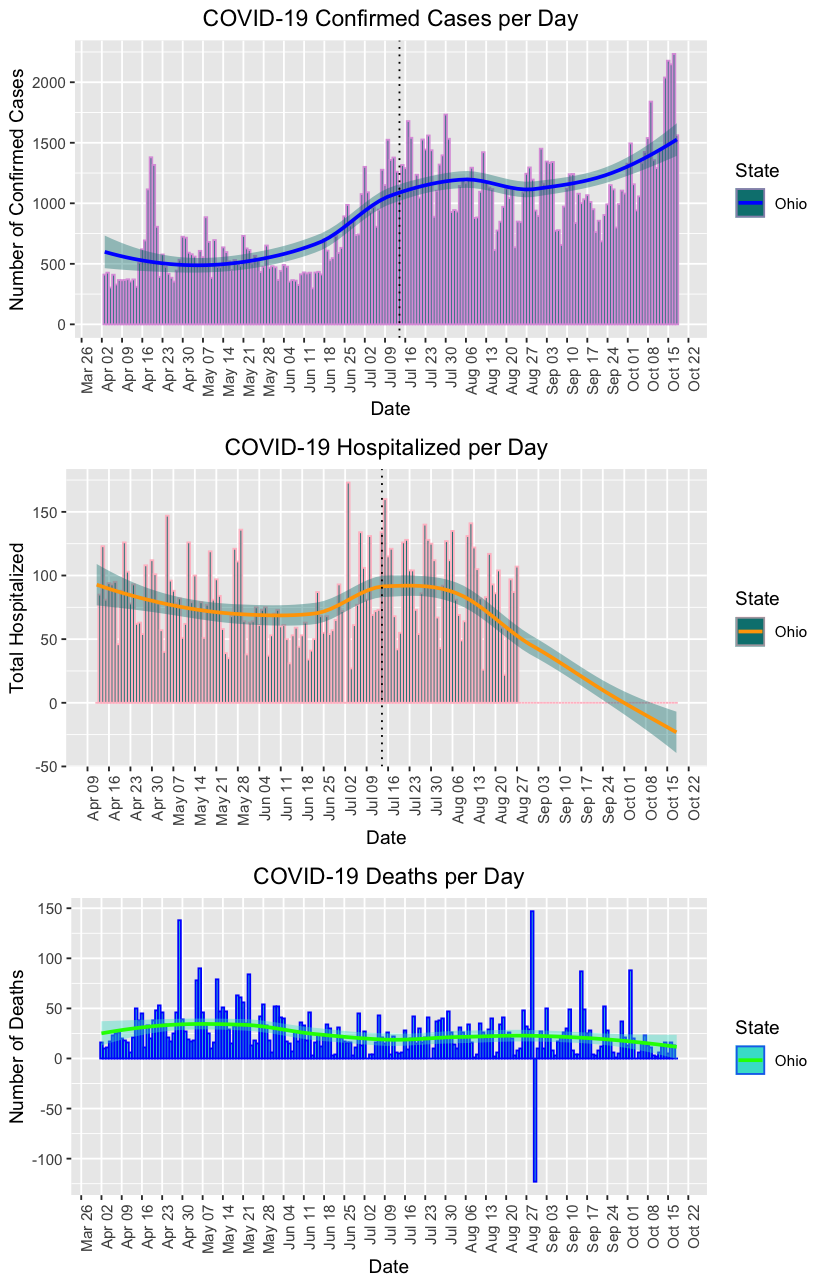 COVID-19 Confirmed Cases per Day
Number of Confirmed Cases
2000
1500
1000
500
0
Mar 26
Apr 02
Apr 09
Apr 16
Apr 23
Apr 30
May 07
May 14
May 21
May 28
Jun 04
Jun 11
Jun 18
Jun 25
Jul 02
Jul 09
Jul 16
Jul 23
Jul 30
Aug 06
Aug 13
Aug 20
Aug 27
Sep 03
Sep 10
Sep 17
Sep 24
Oct 01
Oct 08
Oct 15
Oct 22
Date
State
Ohio
COVID-19 Hospitalized per Day
Total Hospitalized
150
100
50
0
-50
Apr 09
Apr 16
Apr 23
Apr 30
May 07
May 14
May 21
May 28
Jun 04
Jun 11
Jun 18
Jun 25
Jul 02
Jul 09
Jul 16
Jul 23
Jul 30
Aug 06
Aug 13
Aug 20
Aug 27
Sep 03
Sep 10
Sep 17
Sep 24
Oct 01
Oct 08
Oct 15
Oct 22
Date
State
Ohio
COVID-19 Deaths per Day
Number of Deaths
150
100
50
0
-50
-100
Mar 26
Apr 02
Apr 09
Apr 16
Apr 23
Apr 30
May 07
May 14
May 21
May 28
Jun 04
Jun 11
Jun 18
Jun 25
Jul 02
Jul 09
Jul 16
Jul 23
Jul 30
Aug 06
Aug 13
Aug 20
Aug 27
Sep 03
Sep 10
Sep 17
Sep 24
Oct 01
Oct 08
Oct 15
Oct 22
Date
State
Ohio